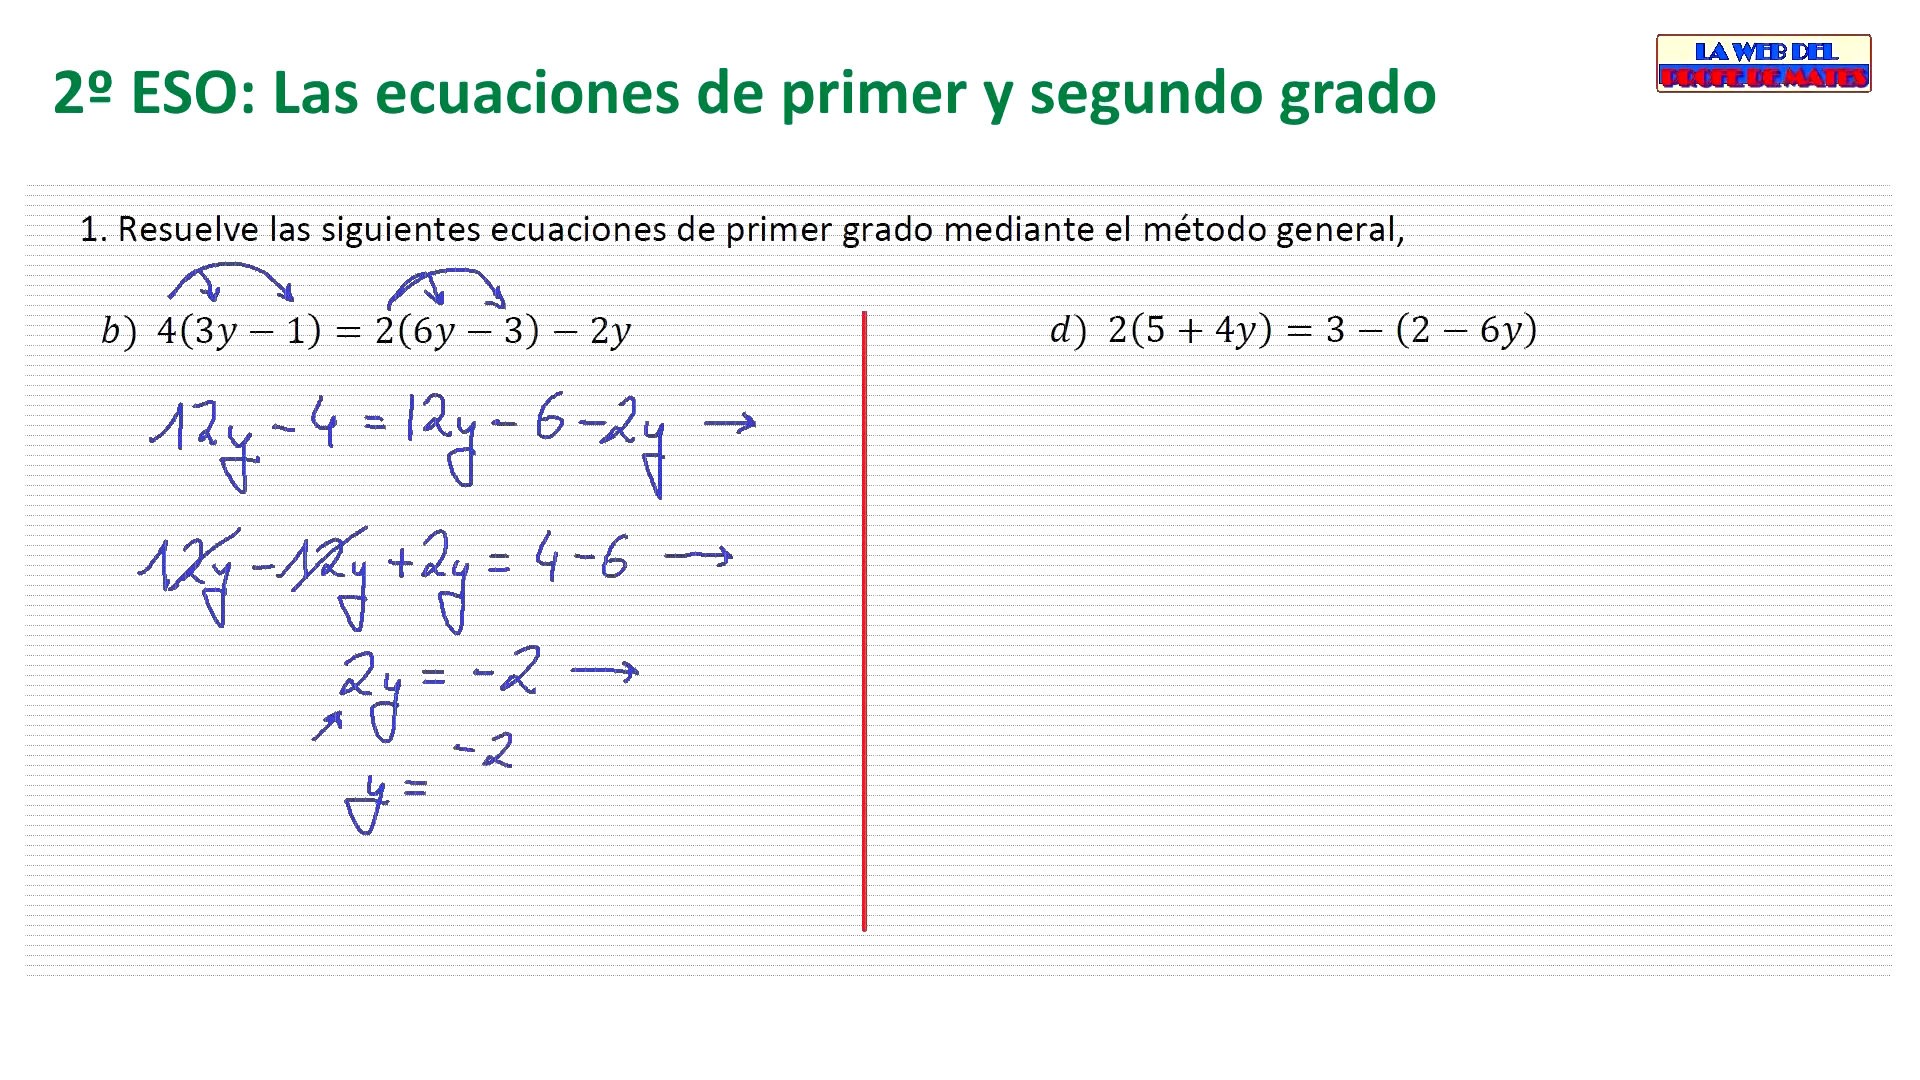 2º ESO: Las ecuaciones de primer y segundo grado
LA WEB DEL
PROFE DE MATES
1. Resuelve las siguientes ecuaciones de primer grado mediante el método general,
b) 4(3y − 1) = 2(6y − 3) − 2y
12y - 4 = 12y - 6 - 2y →
12y - 12y + 2y = 4 - 6 →
2y = -2 →
-2
y =
d) 2(5 + 4y) = 3 − (2 − 6y)